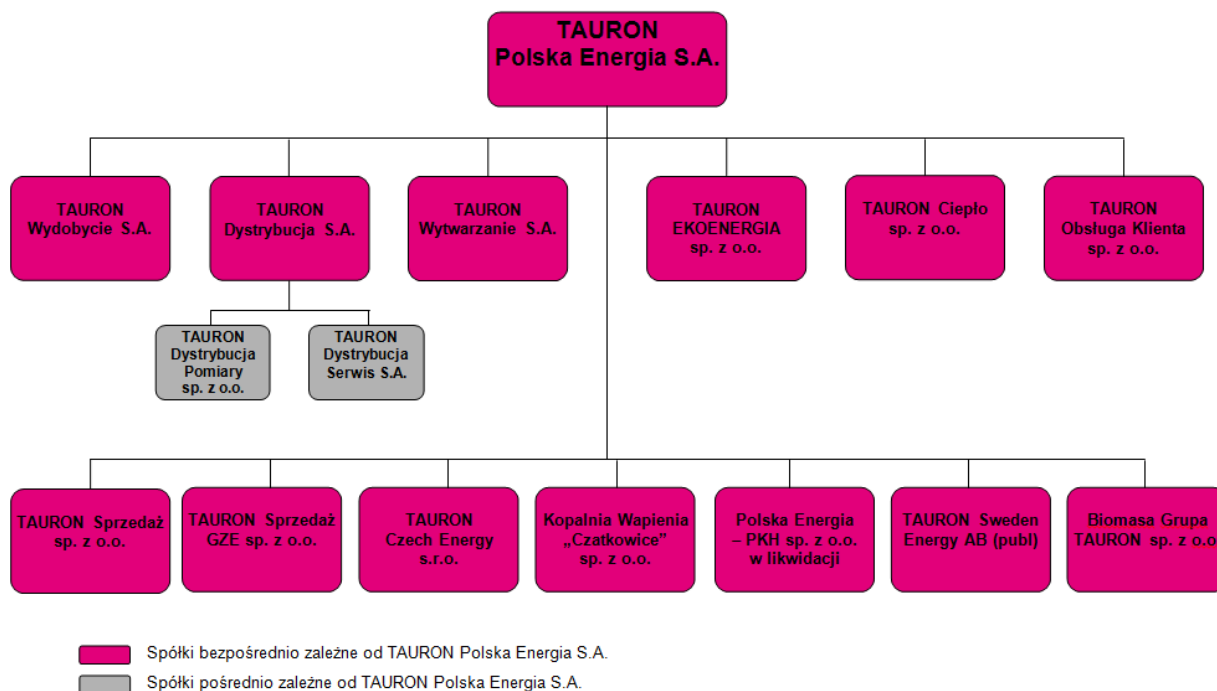 TAURON
Polska Energia S.A.
TAURON
Wydobycie S.A.
TAURON
Dystrybucja S.A.
TAURON
Wytwarzanie S.A.
TAURON
EKOENERGIA
sp. z o.o.
TAURON Ciepło
sp. z o.o.
TAURON
Obsługa Klienta
sp. z o.o.
TAURON
Dystrybucja
Pomiary
sp. z o.o.
TAURON
Dystrybucja
Serwis S.A.
TAURON Sprzedaż
sp. z o.o.
TAURON Sprzedaż
GZE sp. z o.o.
TAURON
Czech Energy
s.r.o.
Kopalnia Wapienia
„Czatkowice”
sp. z o.o.
Polska Energia
– PKH sp. z o.o.
w likwidacji
TAURON Sweden
Energy AB (publ)
Biomasa Grupa
TAURON sp. z o.o
Spółki bezpośrednio zależne od TAURON Polska Energia S.A.
Spółki pośrednio zależne od TAURON Polska Energia S.A.